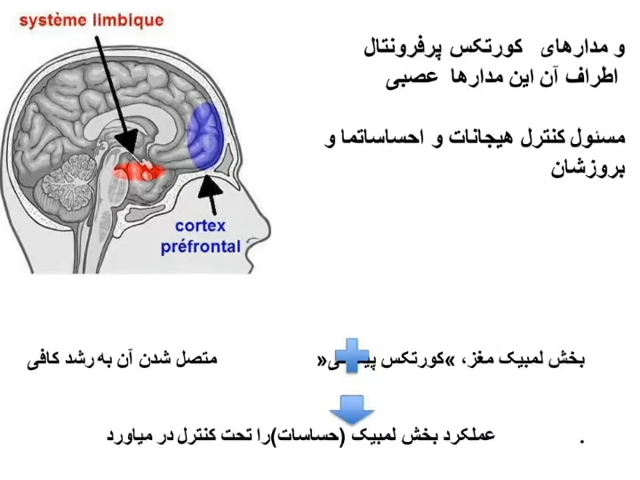 système limbique
و مدارهای کورتکس پرفرونتال
اطراف آن این مدارها عصبی
مسئول کنترل هیجانات و احساساتما و
بروزشان
cortex
préfrontal
بخش لمبیک مغز، »کورتکس
متصل شدن آن به رشد کافی
عملکرد بخش لمبیک (حساسات)را تحت کنترل در میاورد .